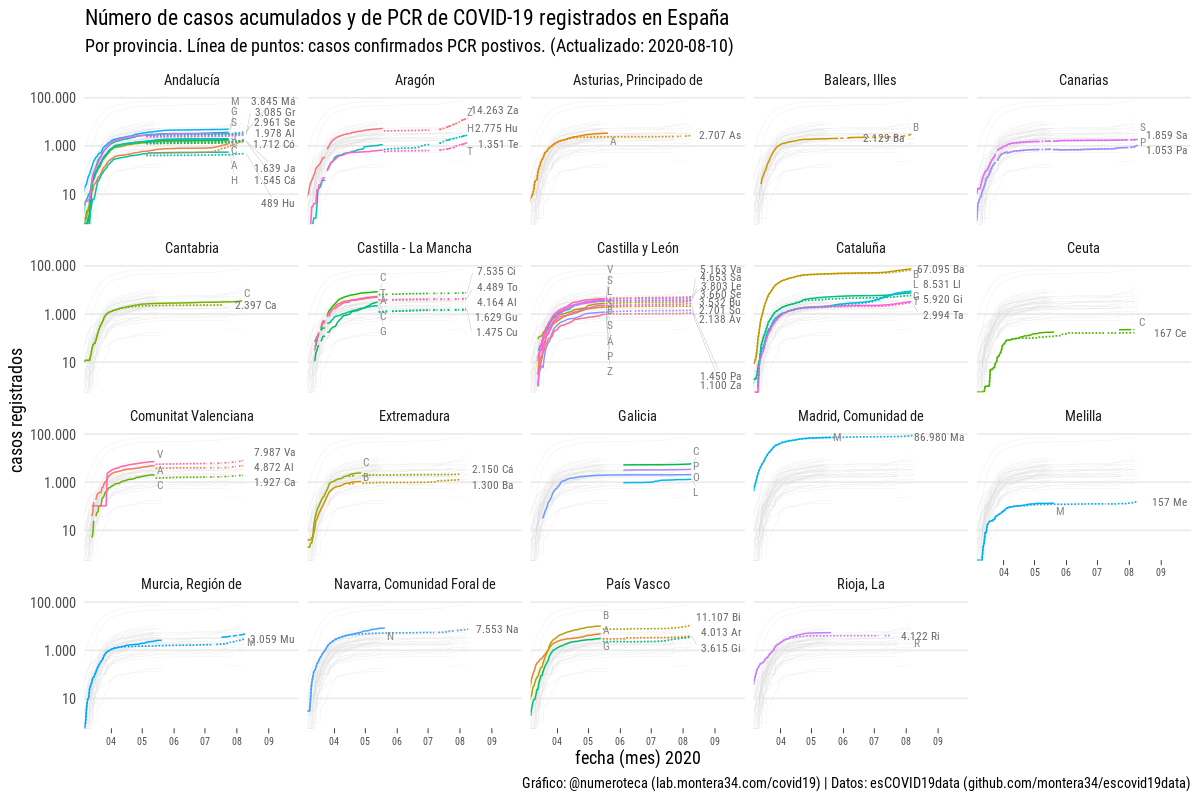 Número de casos acumulados y de PCR de COVID-19 registrados en España
Por provincia. Línea de puntos: casos confirmados PCR postivos. (Actualizado: 2020-08-10)
Andalucía
Aragón
Asturias, Principado de
Balears, Illes
Canarias
100.000
1.000
10
M
G
S
A
H
3.845 Má
3.085 Gr
2.961 Se
1.978 Al
1.712 Có
1.639 Ja
1.545 Cá
489 Hu
Z
14.263 Za
H
2.775 Hu
1.351 Te
T
A
2.707 As
B
2.129 Ba
S
1.859 Sa
P
1.053 Pa
Cantabria
Castilla - La Mancha
Castilla y León
Cataluña
Ceuta
100.000
1.000
10
C
2.397 Ca
C
T
A
C
G
7.535 Ci
4.489 To
4.164 Al
1.629 Gu
1.475 Cu
V
S
L
S
A
P
Z
5.163 Va
4.653 Sa
3.803 Le
3.660 Se
3.532 Bu
2.701 So
2.138 Av
1.450 Pa
1.100 Za
67.095 Ba
B
L
8.531 Ll
G
5.920 Gi
T
2.994 Ta
C
167 Ce
Comunitat Valenciana
Extremadura
Galicia
Madrid, Comunidad de
Melilla
100.000
1.000
10
V
A
C
7.987 Va
4.872 Al
1.927 Ca
C
B
2.150 Cá
1.300 Ba
C
P
O
L
M
86.980 Ma
M
157 Me
04 05 06 07 08 09
Murcia, Región de
Navarra, Comunidad Foral de
País Vasco
Rioja, La
100.000
1.000
10
3.059 Mu
M
N
7.553 Na
B
A
G
11.107 Bi
4.013 Ar
3.615 Gi
4.122 Ri
R
04 05 06 07 08 09
04 05 06 07 08 09
04 05 06 07 08 09
04 05 06 07 08 09
casos registrados
fecha (mes) 2020
Gráfico: @numeroteca (lab.montera34.com/covid19) | Datos: esCOVID19data (github.com/montera34/escovid19data)